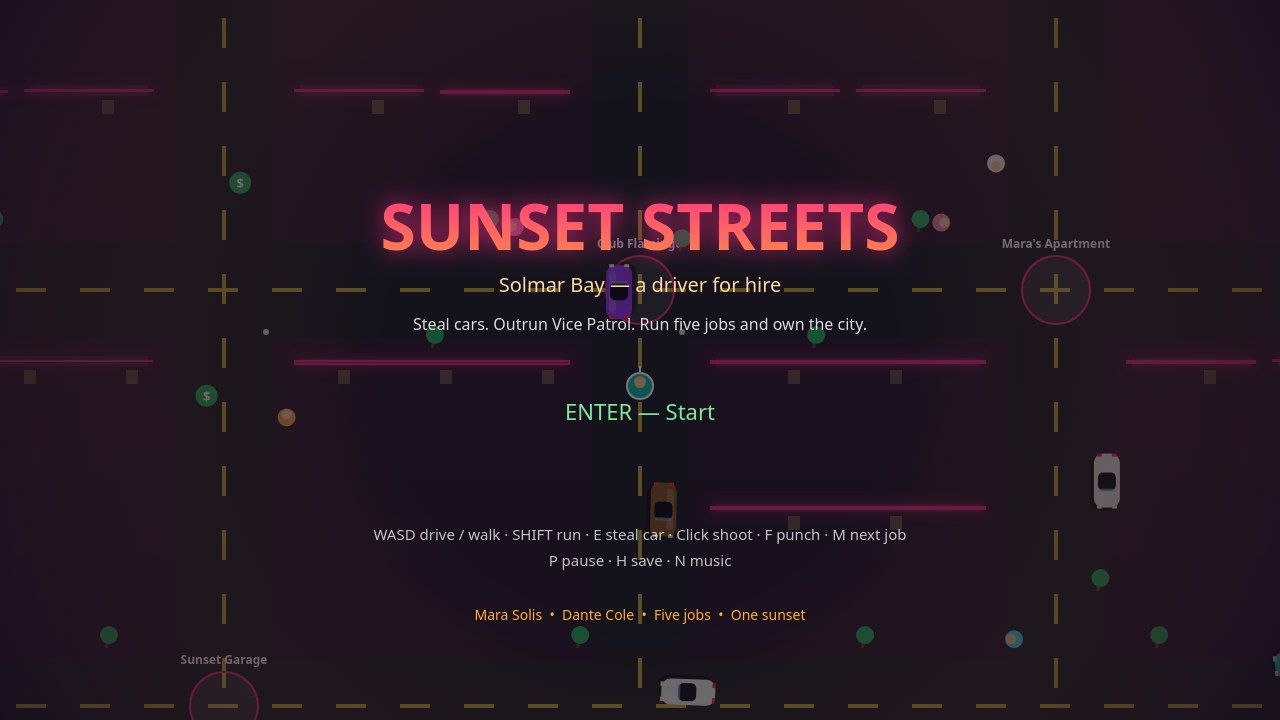 $
SUNSET STREETS
Mara's Apartment
Solmar Bay — a driver for hire
Steal cars. Outrun Vice Patrol. Run five jobs and own the city.
$
ENTER — Start
WASD drive / walk · SHIFT run · E steal car · Click shoot · F punch · M next job
P pause · H save · N music
Mara Solis • Dante Cole • Five jobs • One sunset
Sunset Garage